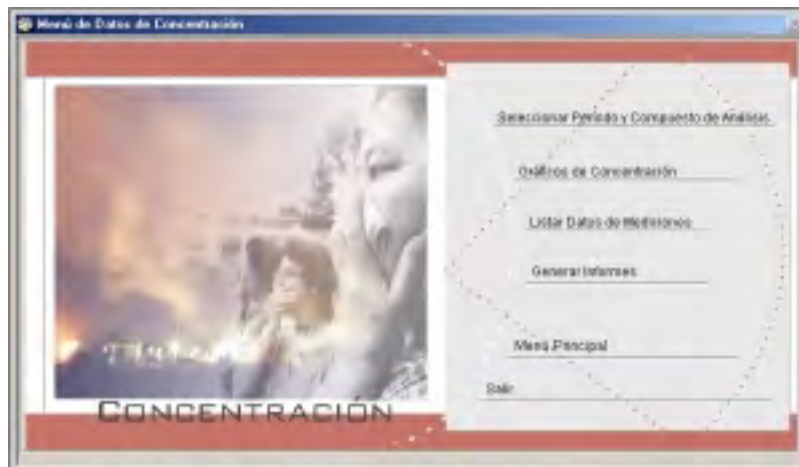 Menú de Datos de Concentración
Seleccionar Período y Compuesto de Análisis
Gráficos de Concentración
Listar Datos de Mediciones
Generar Informes
Menú Principal
Salir
CONCENTRACIÓN